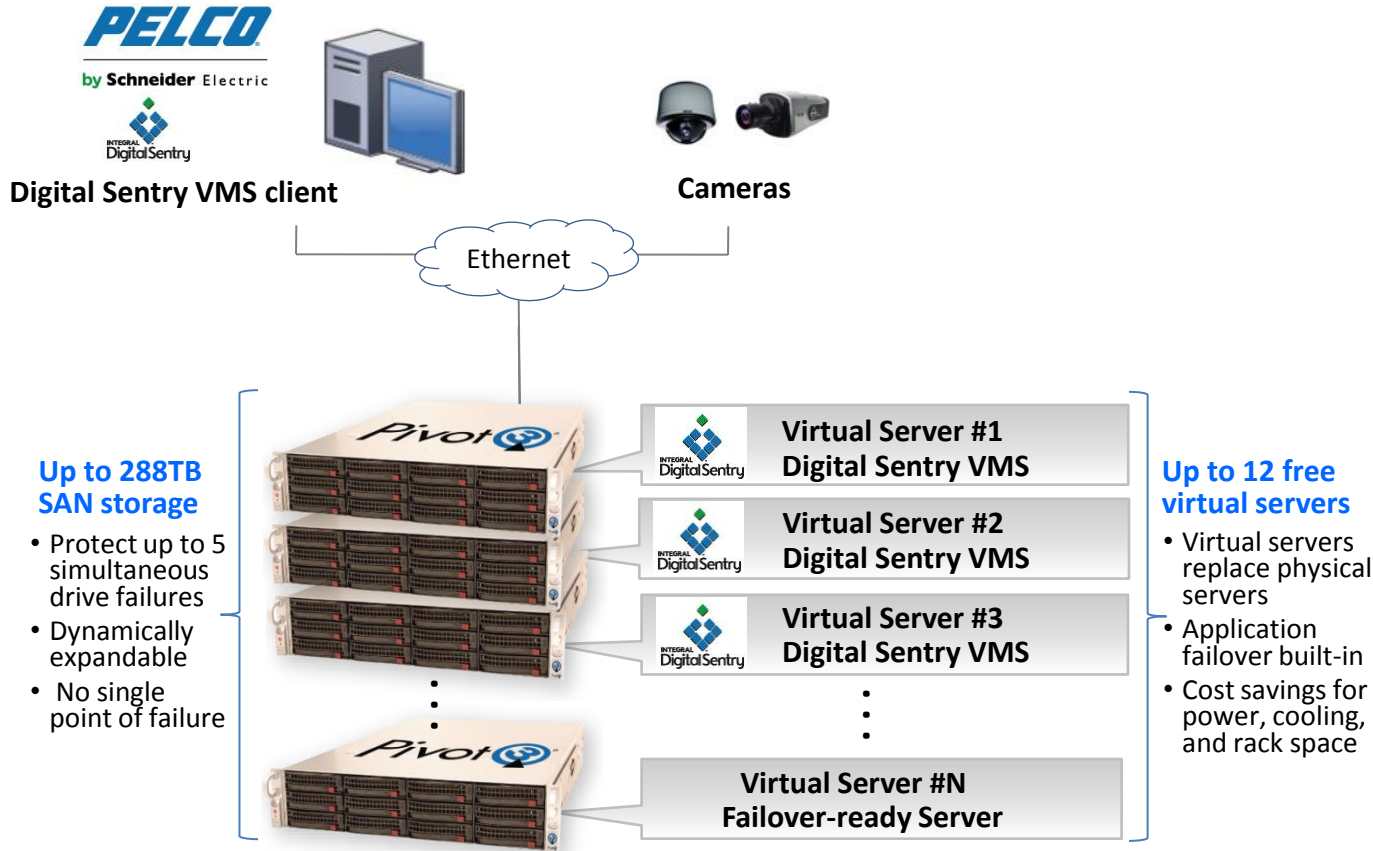 PELCO
by Schneider Electric
INTEGRAL
DigitalSentry
Digital Sentry VMS client
Cameras
Ethernet
Up to 288TB
SAN storage
• Protect up to 5
simultaneous
drive failures
• Dynamically
expandable
• No single
point of failure
Pivot3
Pivot3
INTEGRAL
DigitalSentry
Virtual Server #1
Digital Sentry VMS
INTEGRAL
DigitalSentry
Virtual Server #2
Digital Sentry VMS
INTEGRAL
DigitalSentry
Virtual Server #3
Digital Sentry VMS
Virtual Server #N
Failover-ready Server
Up to 12 free
virtual servers
• Virtual servers
replace physical
servers
• Application
failover built-in
• Cost savings for
power, cooling,
and rack space